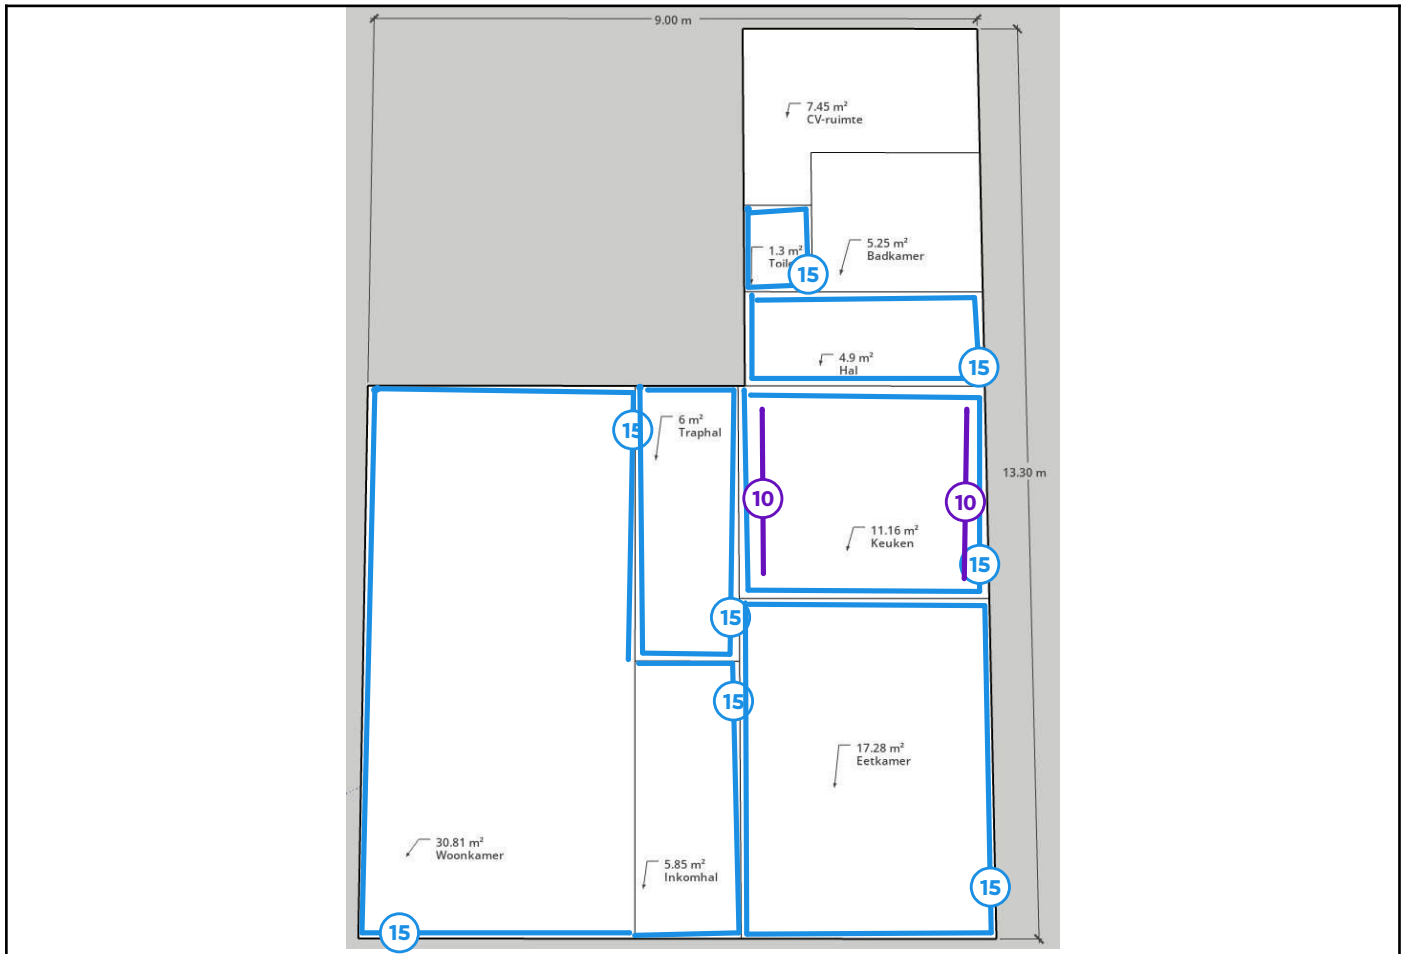 9.00 m
7.45 m²
CV-ruimte
5.25 m²
Badkamer
1.3 m²
15
4.9 m²
Hal
15
15
6 m²
Traphal
13.30 m
10
10
11.16 m²
Keuken
15
15
15
17.28 m²
Eetkamer
30.81 m²
Woonkamer
5.85 m²
Inkomhal
15
15